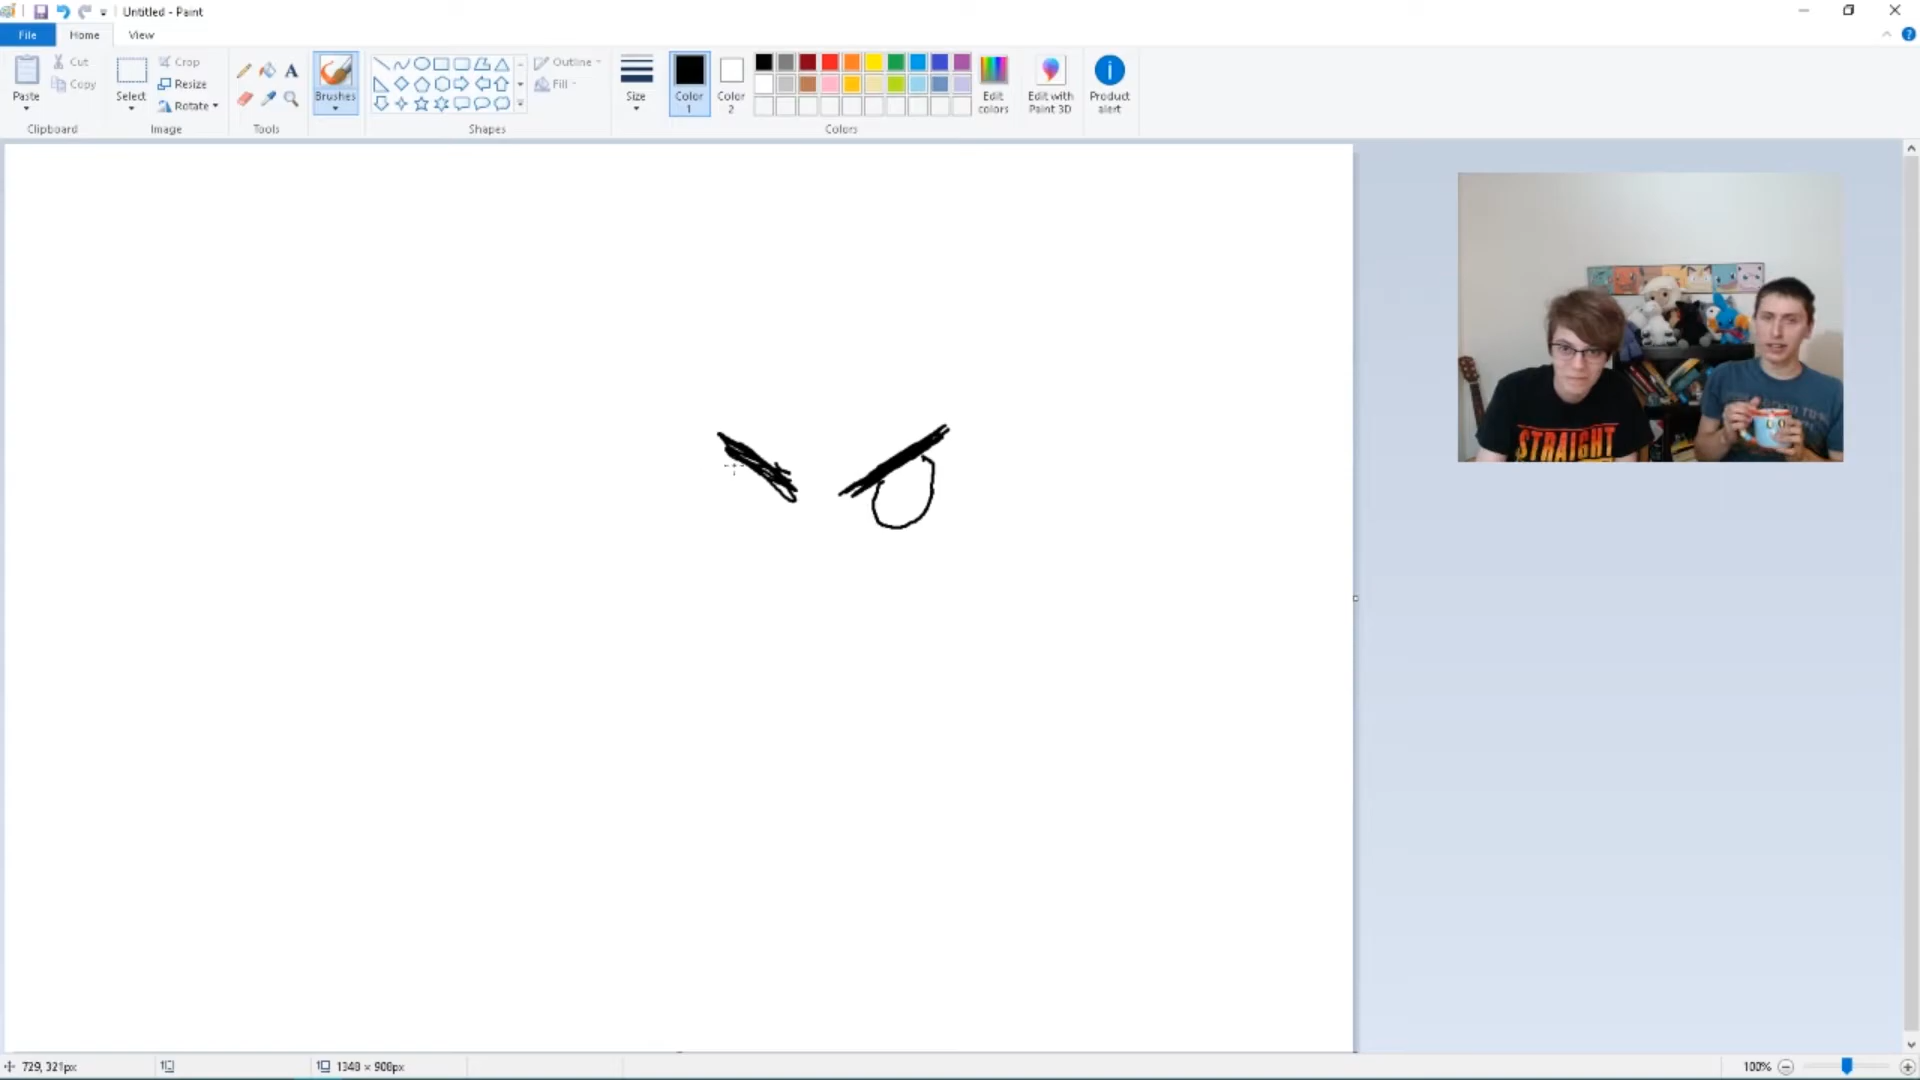 Untitled - Paint
File Home View
Paste
Cut
Copy
Clipboard
Select
Crop
Resize
Rotate
Image
A
Tools
Brushes
Shapes
Outline
Fill
Size
Color 1
Color 2
Colors
Edit colors
Edit with Paint 3D
Product alert
STRAIGHT
729, 321px
1348 × 908px
100%